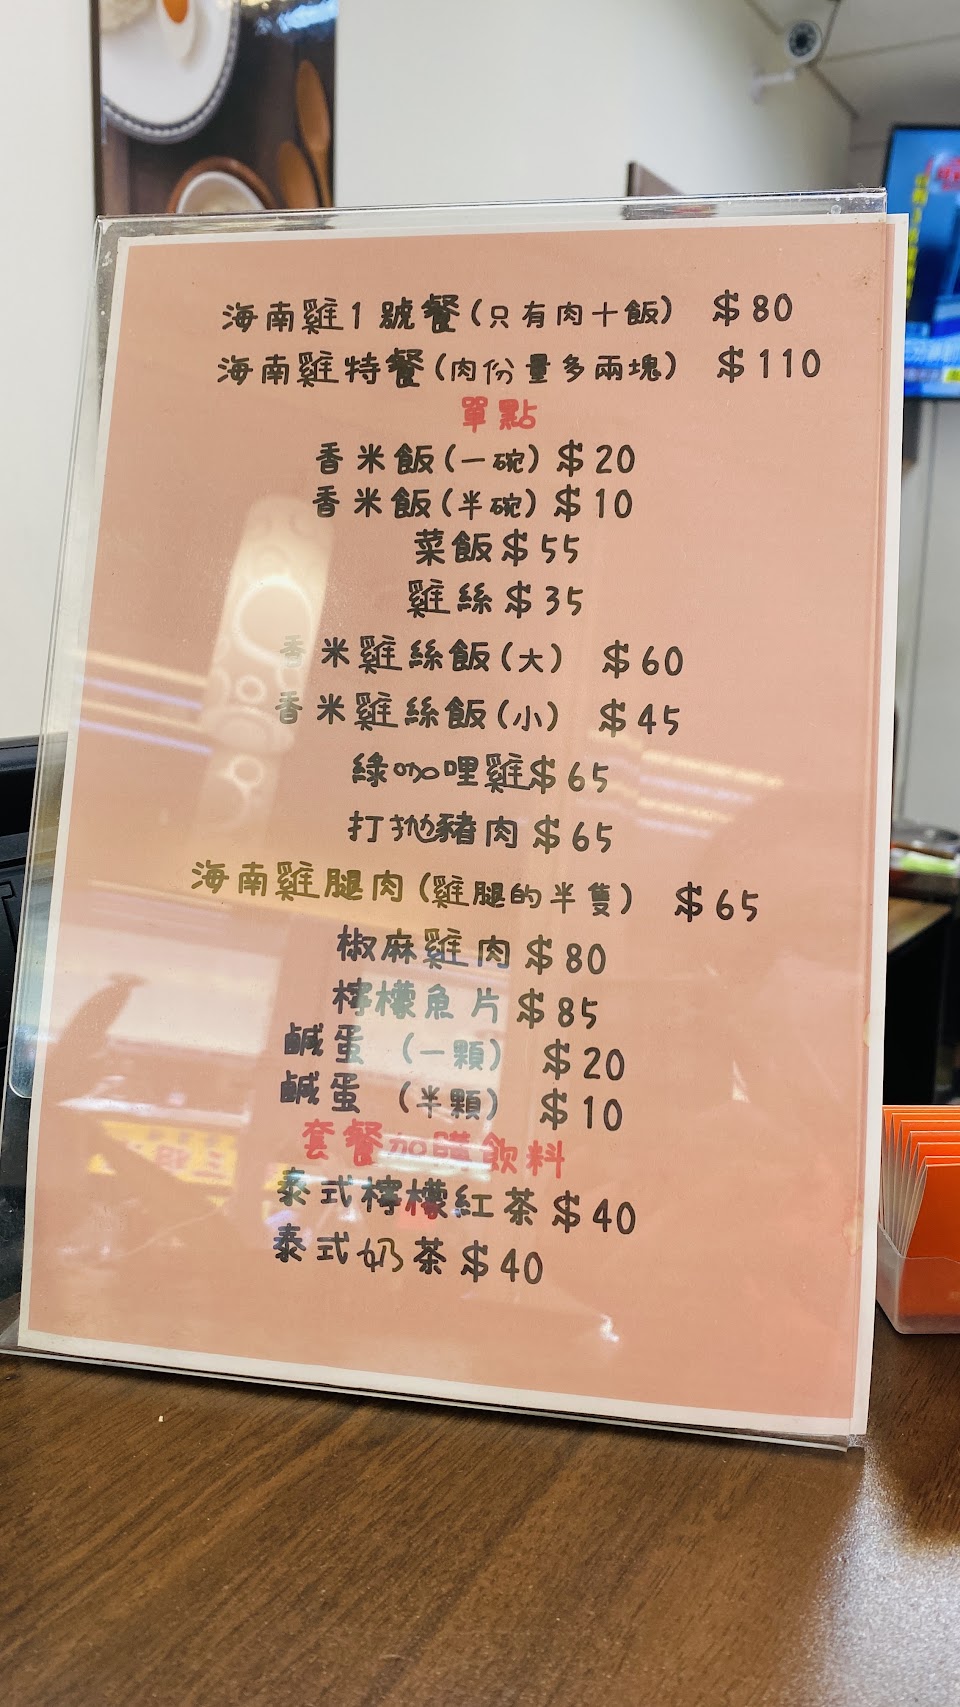 海南雞1號餐(只有肉十飯) $80
海南雞特餐(肉份量多兩塊) $110
單點
香米飯(一碗) $20
香米飯(半碗) $10
菜飯$55
雞絲$35
香米雞絲飯(大) $60
香米雞絲飯(小) $45
綠咖哩雞$65
打拋豬肉$65
海南雞腿肉(雞腿的半隻) $65
椒麻雞肉$80
檸檬魚片$85
鹹蛋 (一顆) $20
鹹蛋 (半顆) $10
套餐加購飲料
泰式檸檬紅茶$40
泰式奶茶$40